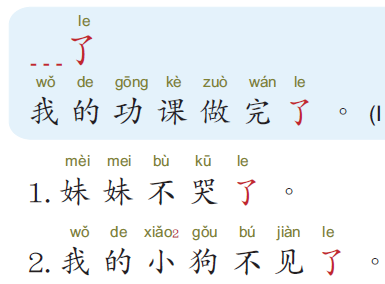 le
---了
wǒ de gōng kè zuò wán le
我的功课做完了。(I
mèi mei bù kū le
1. 妹妹不哭了。
wǒ de xiǎo2 gǒu bú jiàn le
2. 我的小狗不见了。